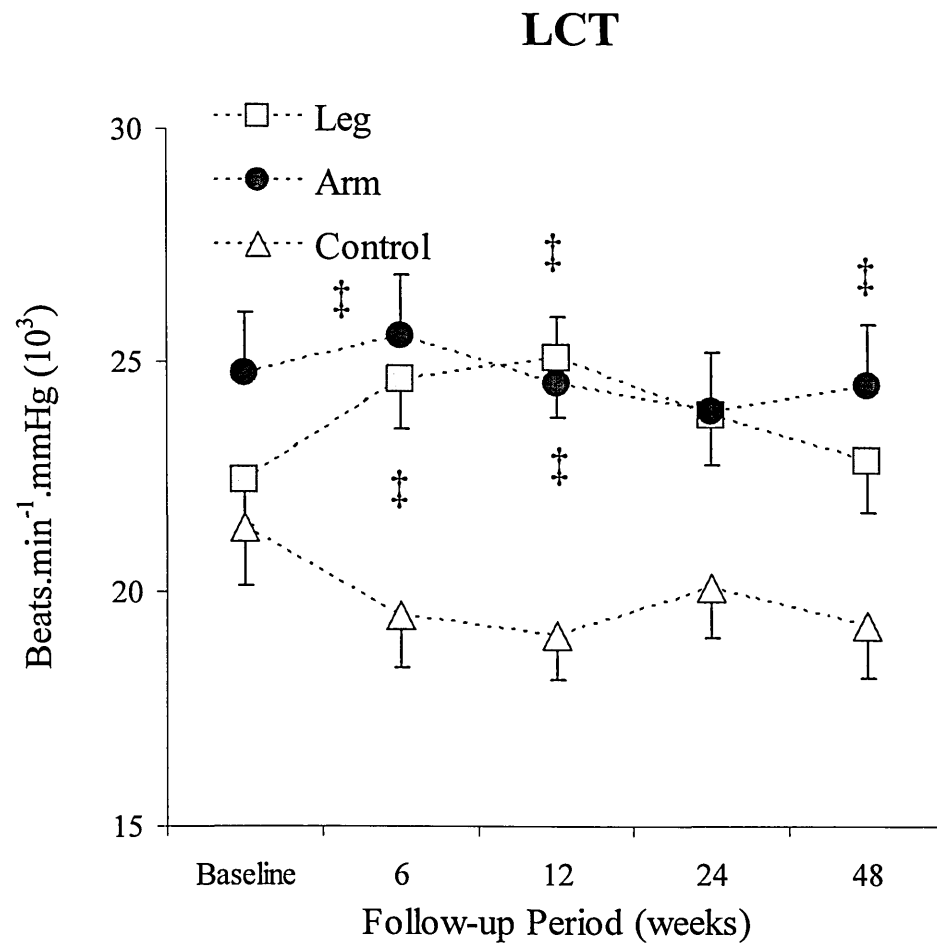 LCT
30
25
20
15
Leg
Arm
Control
‡
‡
‡
‡
‡
Beats.min⁻¹.mmHg (10³)
Baseline 6 12 24 48
Follow-up Period (weeks)